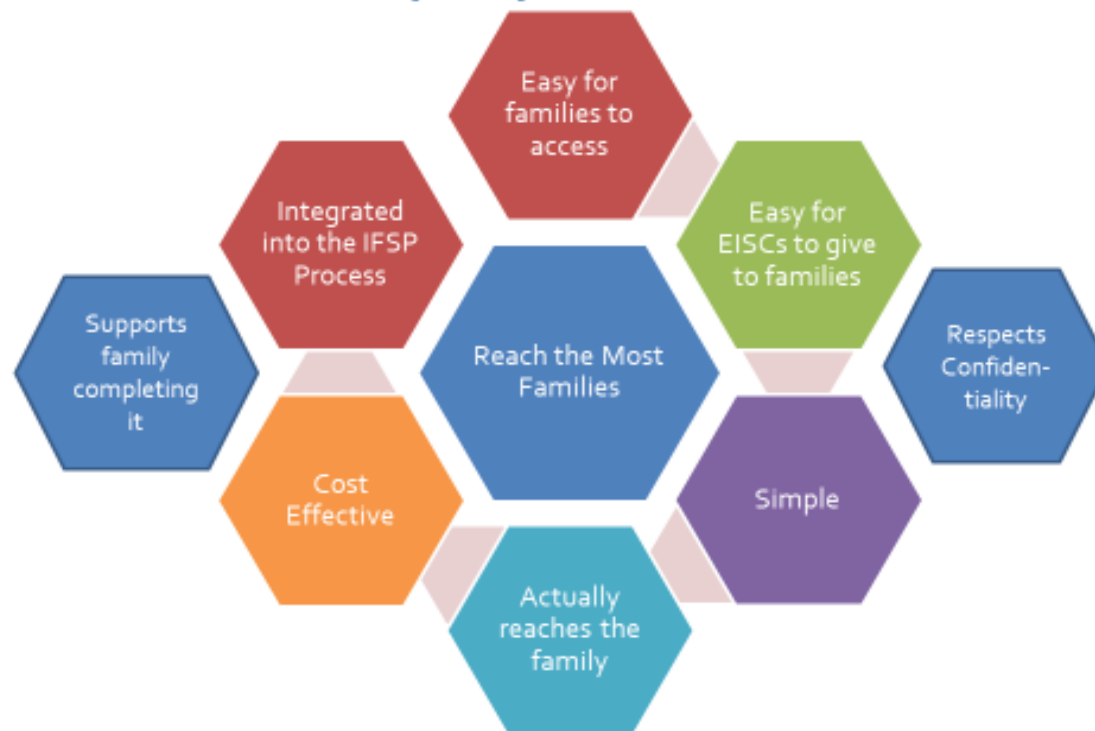 Easy for
families to
access
Integrated
into the IFSP
Process
Easy for
EISCs to give
to families
Supports
family
completing
it
Reach the Most
Families
Respects
Confiden-
tiality
Cost
Effective
Simple
Actually
reaches the
family